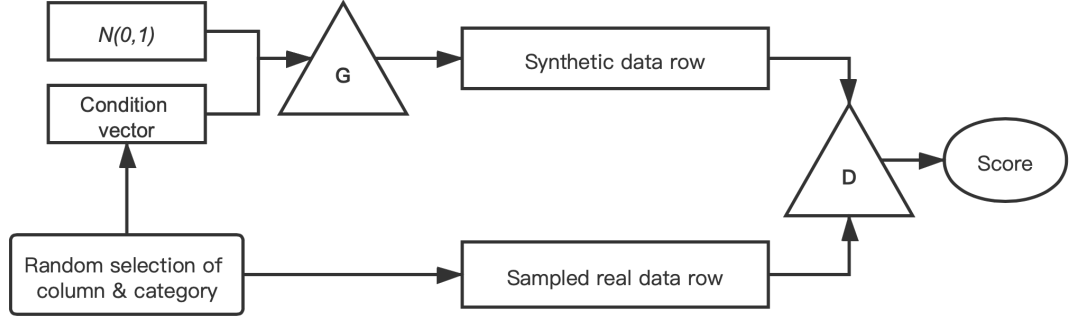 N(0,1)
G
Synthetic data row
Condition
vector
D
Score
Random selection of
column & category
Sampled real data row